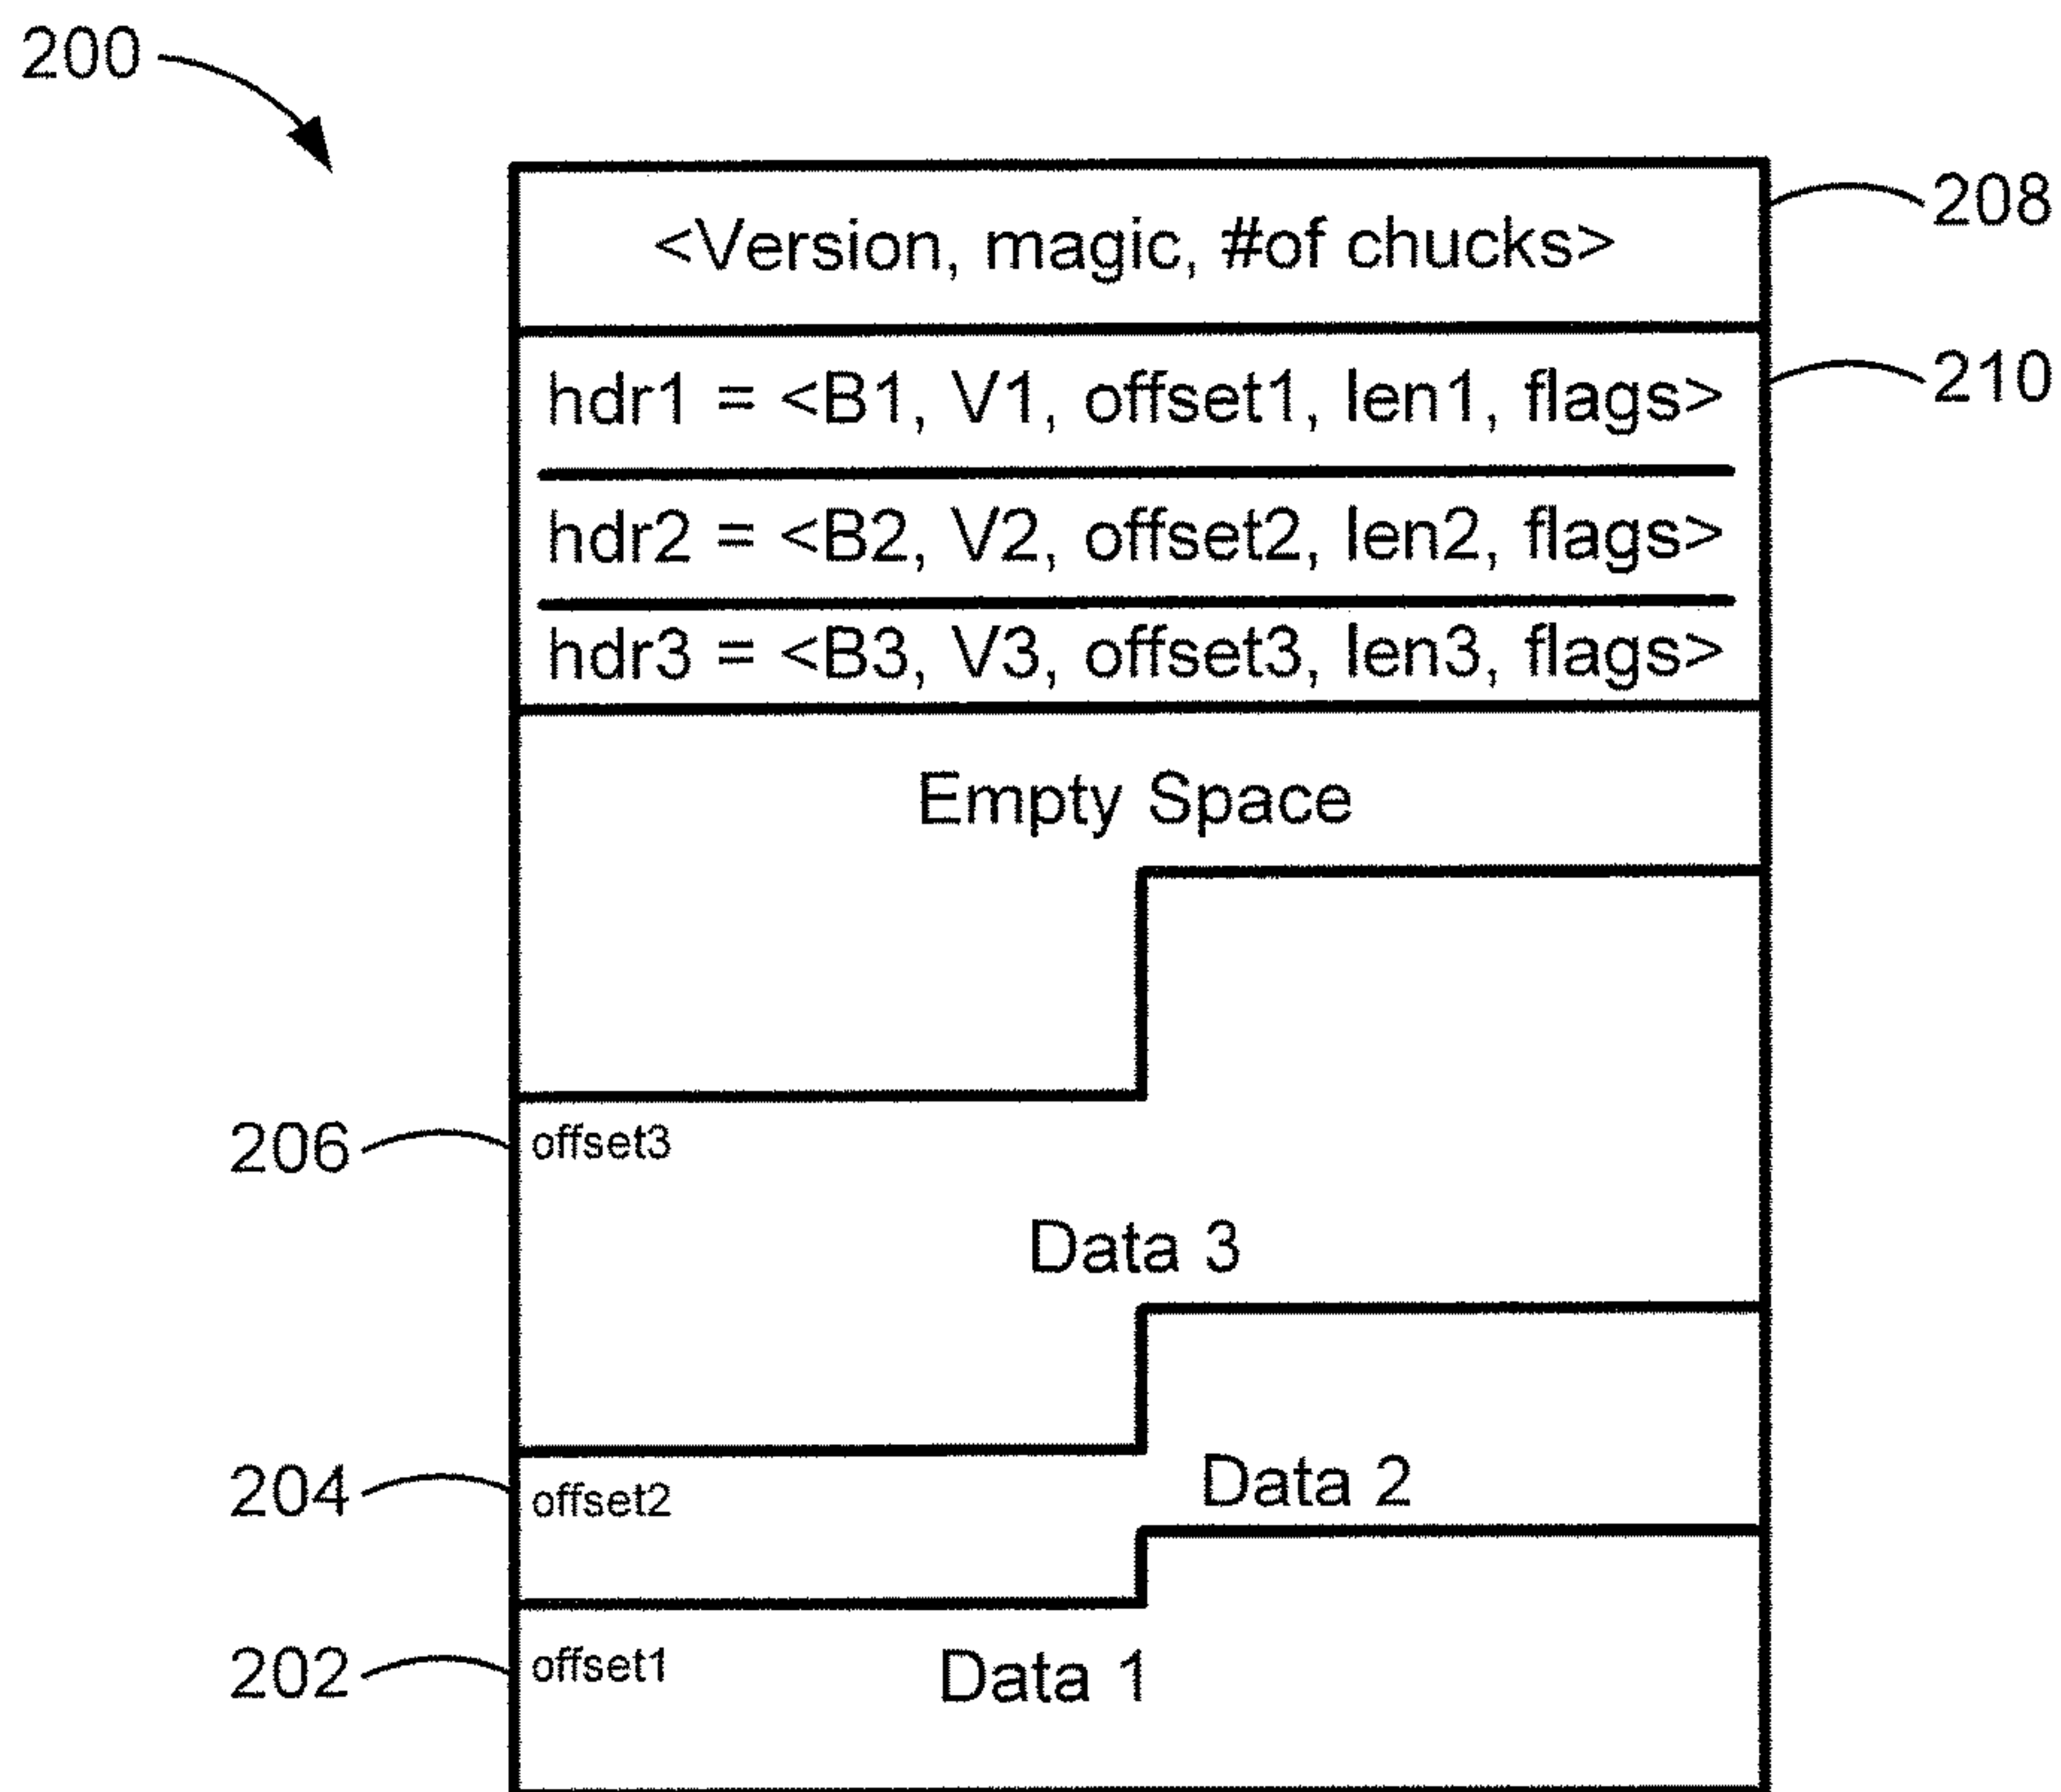 200
208
<Version, magic, #of chucks>
210
hdr1 = <B1, V1, offset1, len1, flags>
hdr2 = <B2, V2, offset2, len2, flags>
hdr3 = <B3, V3, offset3, len3, flags>
Empty Space
206
offset3
Data 3
204
offset2
Data 2
202
offset1
Data 1